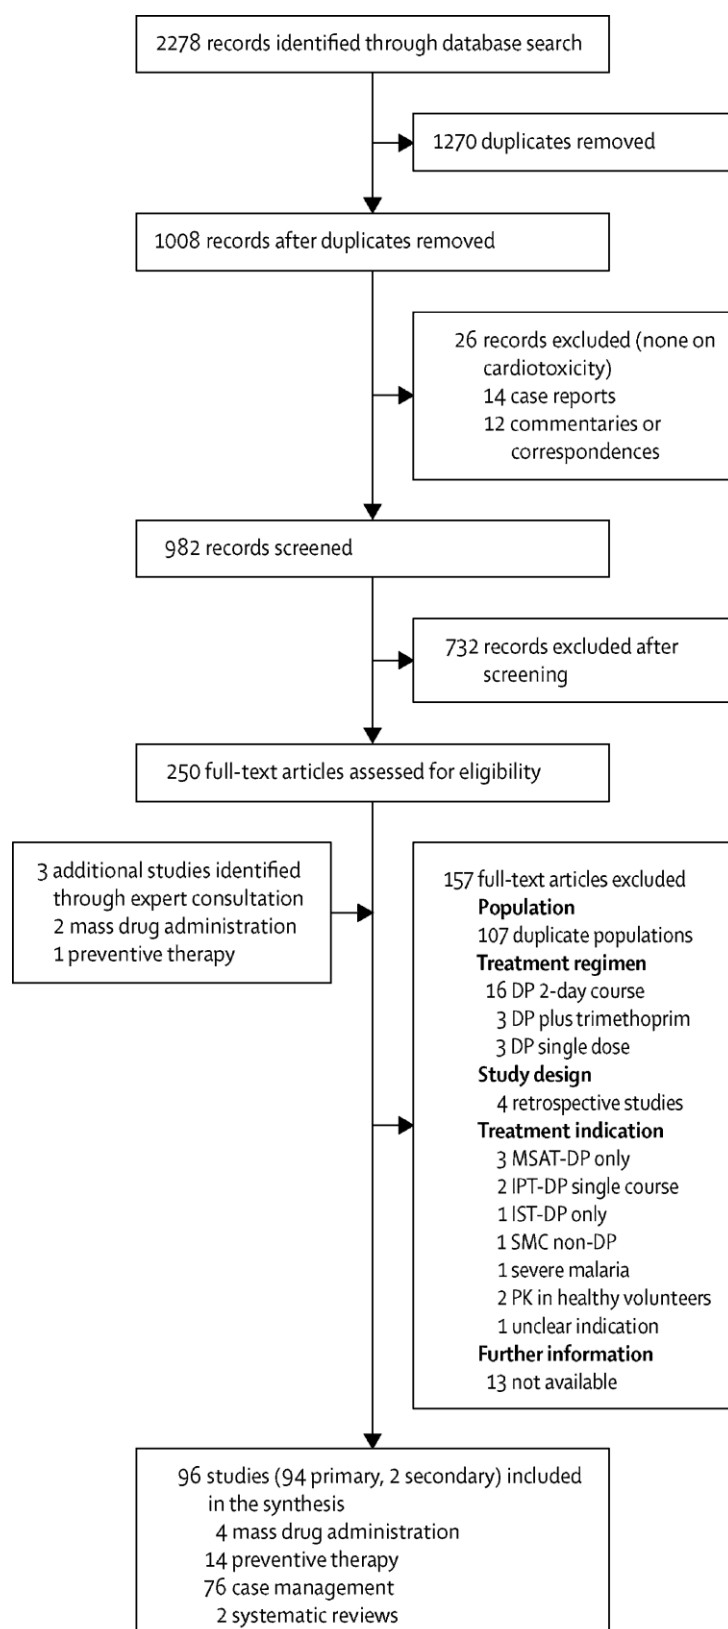 2278 records identified through database search
1270 duplicates removed
1008 records after duplicates removed
26 records excluded (none on
cardiotoxicity)
14 case reports
12 commentaries or
correspondences
982 records screened
732 records excluded after
screening
250 full-text articles assessed for eligibility
3 additional studies identified
through expert consultation
2 mass drug administration
1 preventive therapy
157 full-text articles excluded
Population
107 duplicate populations
Treatment regimen
16 DP 2-day course
3 DP plus trimethoprim
3 DP single dose
Study design
4 retrospective studies
Treatment indication
3 MSAT-DP only
2 IPT-DP single course
1 IST-DP only
1 SMC non-DP
1 severe malaria
2 PK in healthy volunteers
1 unclear indication
Further information
13 not available
96 studies (94 primary, 2 secondary) included
in the synthesis
4 mass drug administration
14 preventive therapy
76 case management
2 systematic reviews